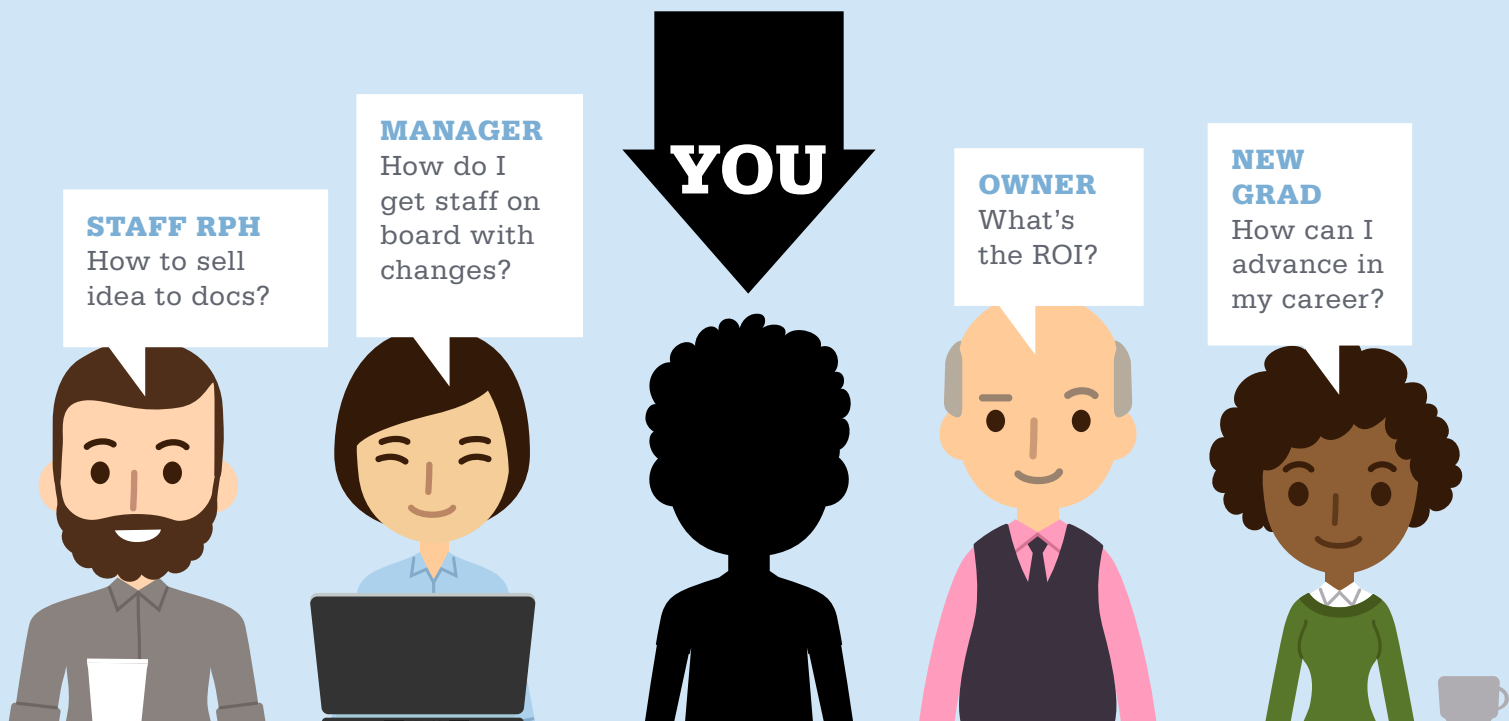 STAFF RPH
How to sell
idea to docs?
MANAGER
How do I
get staff on
board with
changes?
YOU
OWNER
What’s
the ROI?
NEW
GRAD
How can I
advance in
my career?